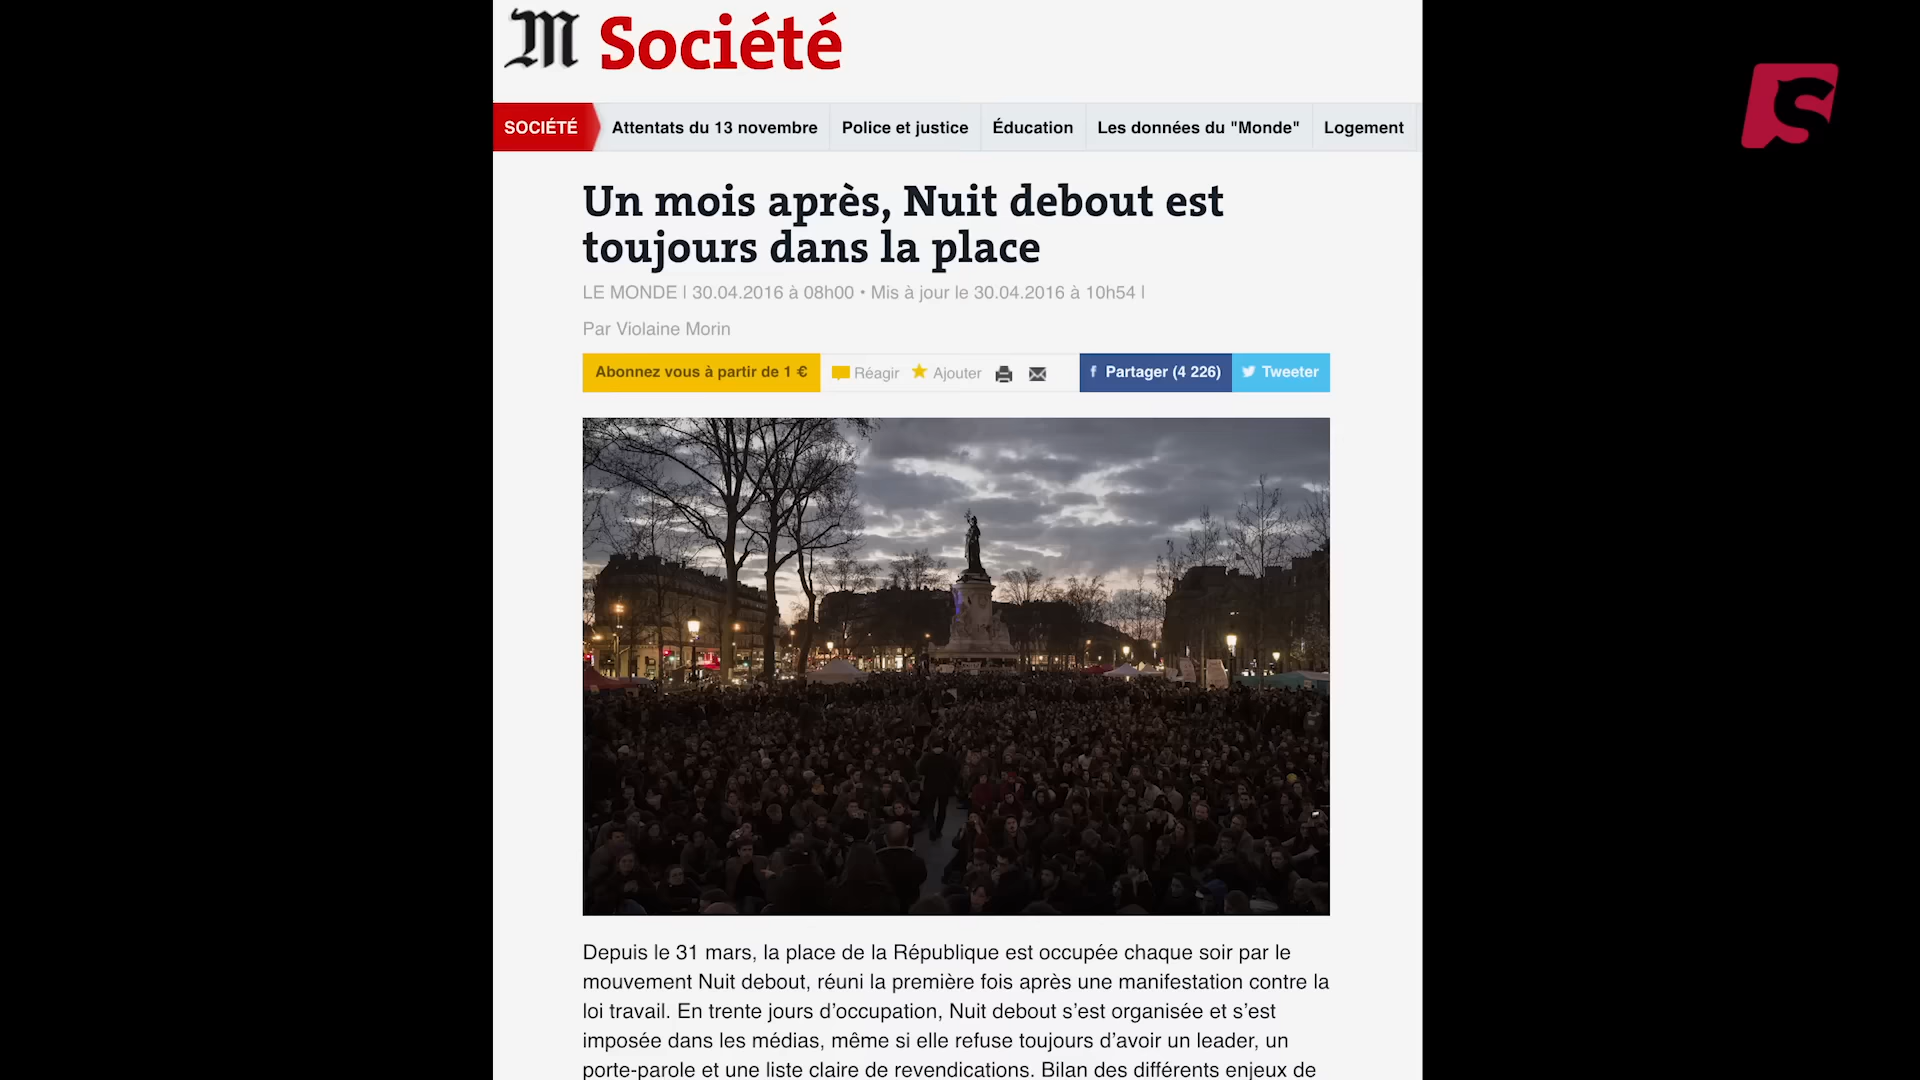 M Société
SOCIÉTÉ Attentats du 13 novembre Police et justice Éducation Les données du "Monde" Logement
Un mois après, Nuit debout est
toujours dans la place
LE MONDE | 30.04.2016 à 08h00 • Mis à jour le 30.04.2016 à 10h54 |
Par Violaine Morin
Abonnez vous à partir de 1 € Réagir Ajouter f Partager (4 226) Tweeter
Depuis le 31 mars, la place de la République est occupée chaque soir par le
mouvement Nuit debout, réuni la première fois après une manifestation contre la
loi travail. En trente jours d’occupation, Nuit debout s’est organisée et s’est
imposée dans les médias, même si elle refuse toujours d’avoir un leader, un
porte-parole et une liste claire de revendications. Bilan des différents enjeux de
S